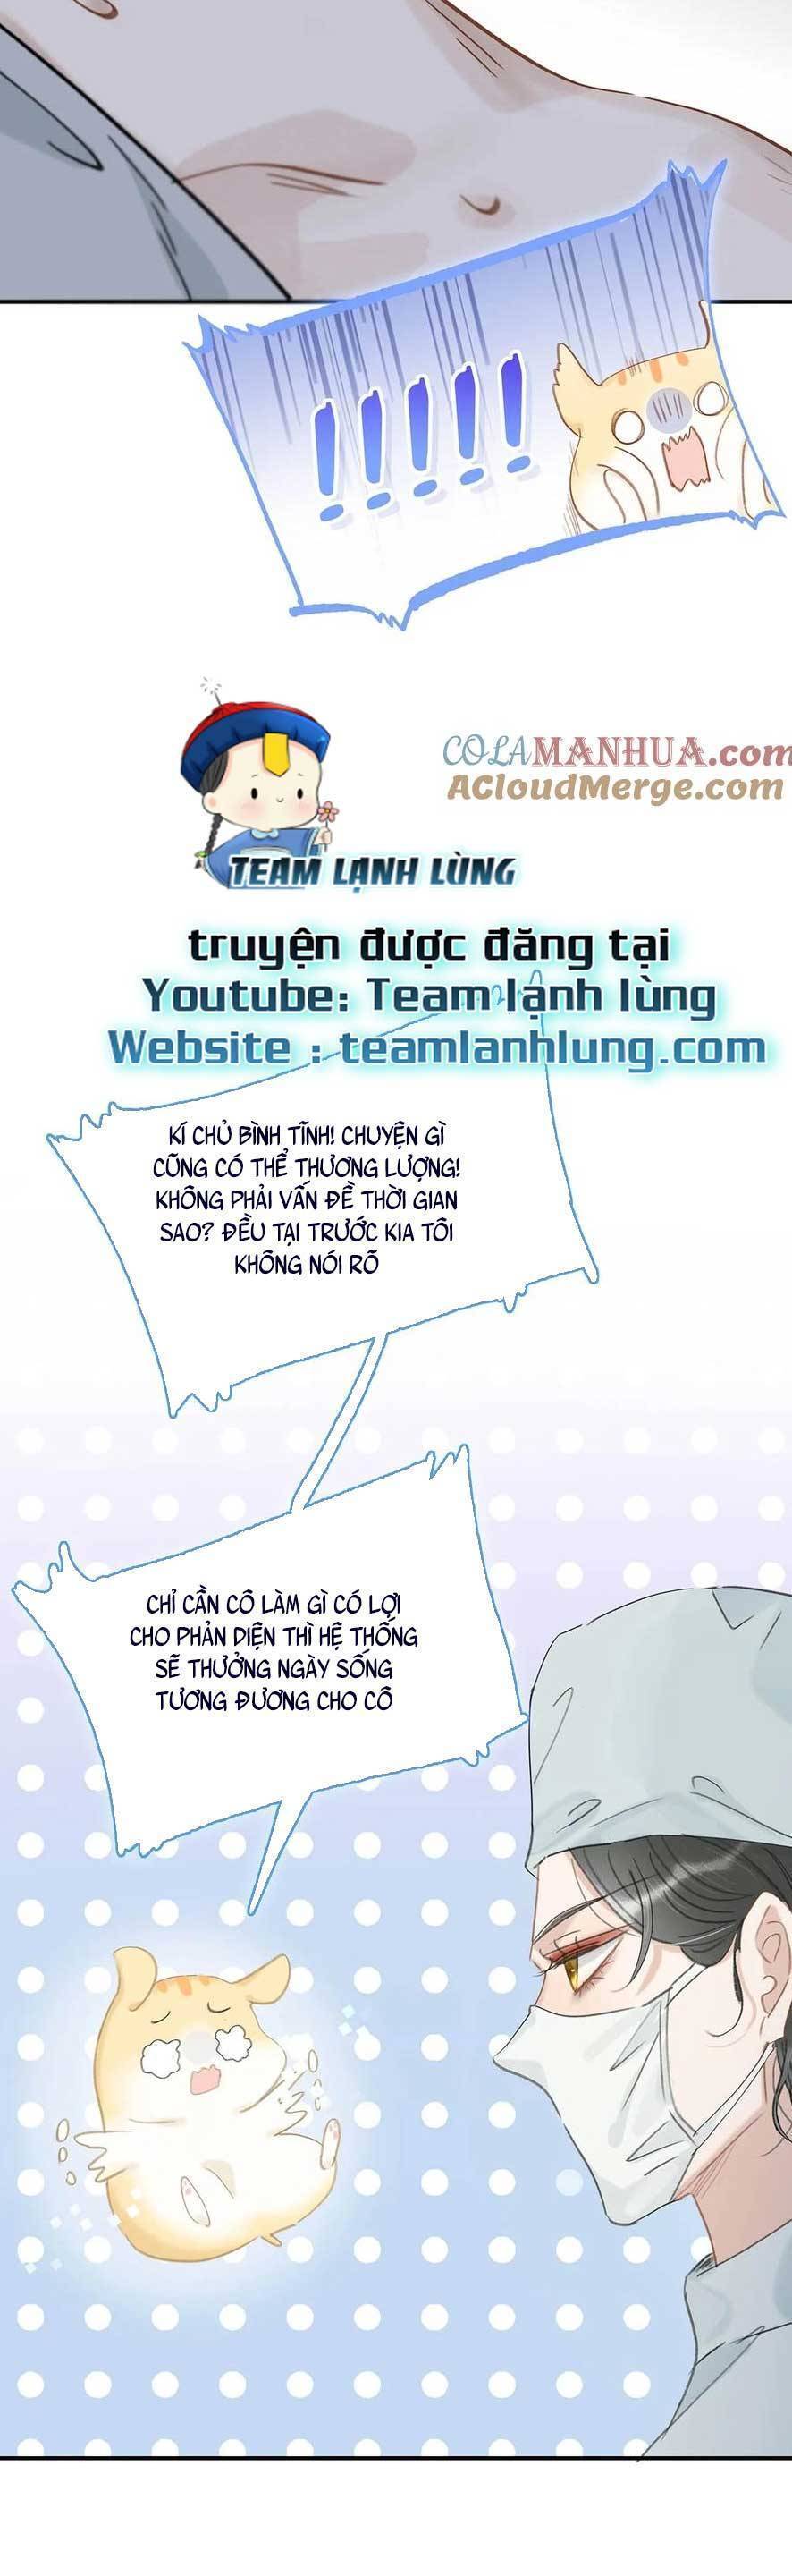 !!!!!
COLAMANHUA.com
ACloudMerge.com
TEAM LẠNH LÙNG
truyện được đăng tại
Youtube: Team lạnh lùng
Website : teamlanhlung.com
KÍ CHỦ BÌNH TĨNH! CHUYỆN GÌ
CŨNG CÓ THỂ THƯƠNG LƯỢNG!
KHÔNG PHẢI VẤN ĐỀ THỜI GIAN
SAO? ĐỀU TẠI TRƯỚC KIA TÔI
KHÔNG NÓI RÕ
CHỈ CẦN CÔ LÀM GÌ CÓ LỢI
CHO PHẢN DIỆN THÌ HỆ THỐNG
SẼ THƯỞNG NGÀY SỐNG
TƯƠNG ĐƯƠNG CHO CÔ